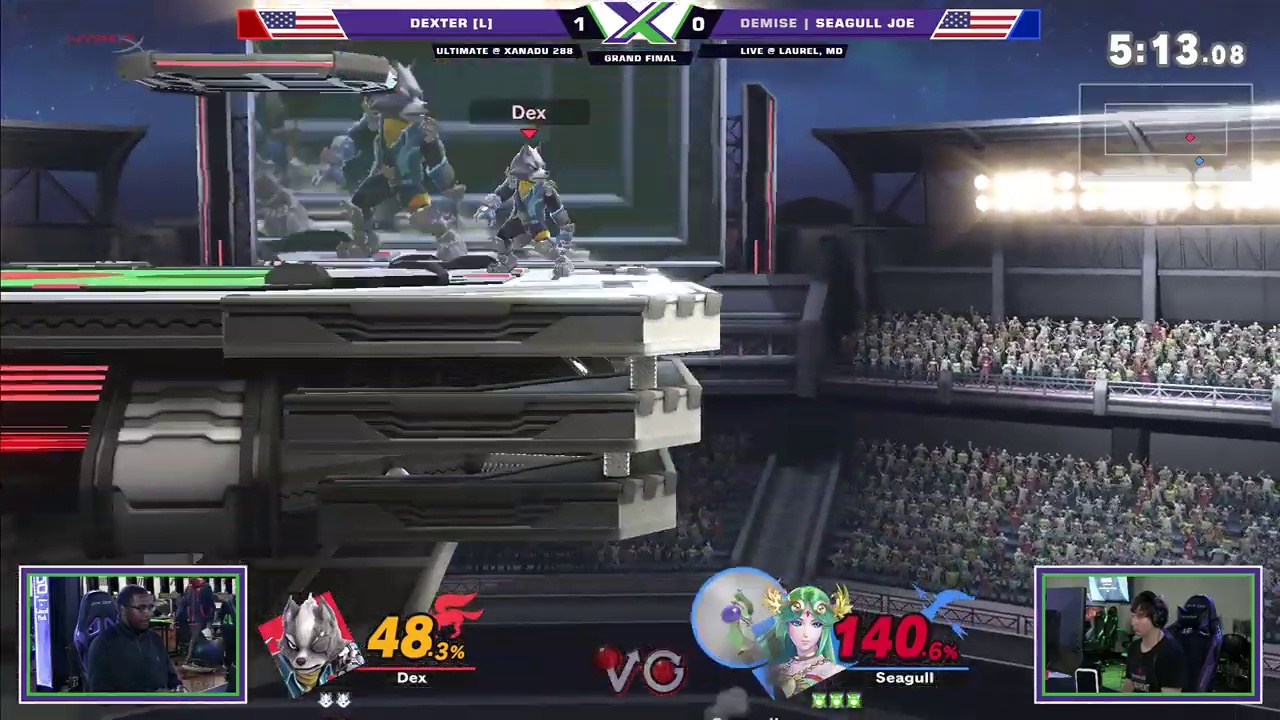 DEXTER [L]
1
0
DEMISE | SEAGULL JOE
ULTIMATE @ XANADU 288
GRAND FINAL
LIVE @ LAUREL, MD
5:13.08
Dex
48.3%
Dex
140.6%
Seagull